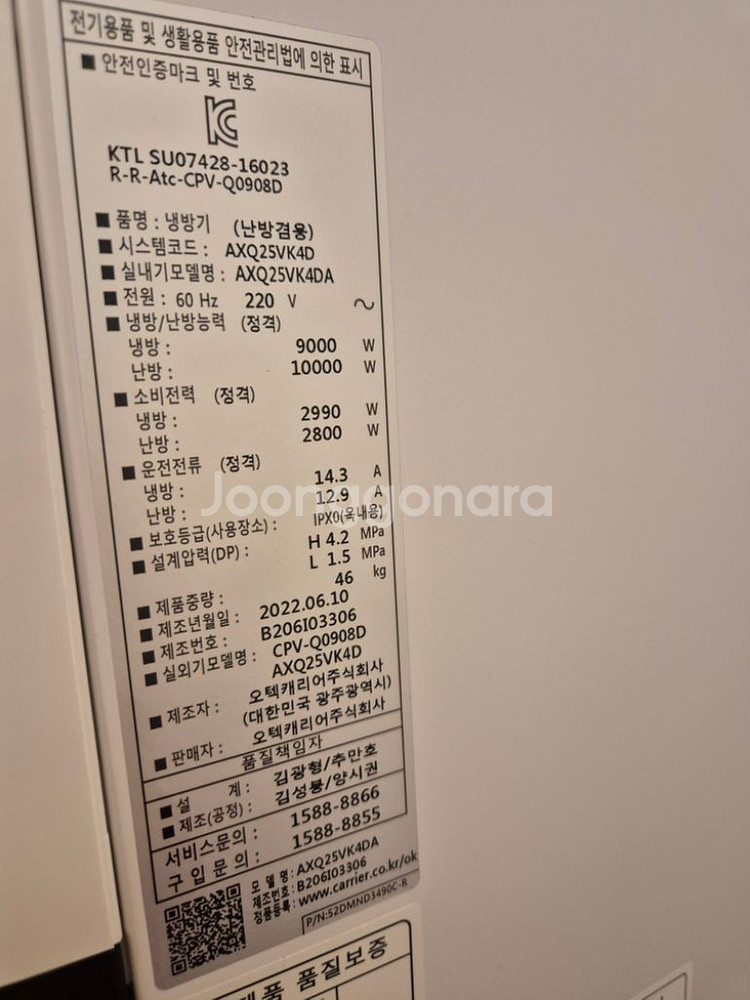 전기용품 및 생활용품 안전관리법에 의한 표시
■ 안전인증마크 및 번호
KC
KTL SU07428-16023
R-R-Atc-CPV-Q0908D
■ 품명 : 냉방기 (난방겸용)
■ 시스템코드 : AXQ25VK4D
■ 실내기모델명 : AXQ25VK4DA
■ 전원 : 60 Hz 220 V ~
■ 냉방/난방능력 (정격)
냉방 : 9000 W
난방 : 10000 W
■ 소비전력 (정격)
냉방 : 2990 W
난방 : 2800 W
■ 운전전류 (정격)
냉방 : 14.3 A
난방 : 12.9 A
■ 보호등급(사용장소) : IPX0(옥내용)
■ 설계압력(DP) : H 4.2 MPa
L 1.5 MPa
■ 제품중량 : 46 kg
■ 제조년월일 : 2022.06.10
■ 제조번호 : B206I03306
■ 실외기모델명 : CPV-Q0908D
AXQ25VK4D
■ 제조자 : 오텍캐리어주식회사
(대한민국 광주광역시)
■ 판매자 : 오텍캐리어주식회사
품질책임자
■ 설 계 : 김광형/추만호
■ 제조(공정) : 김성붕/양시권
서비스문의 : 1588-8866
구입문의 : 1588-8855
모델명 : AXQ25VK4DA
제조번호 : B206I03306
정품등록 : www.carrier.co.kr/ok
P/N:52DMND3490C-R
제품 품질보증
Joonggonara